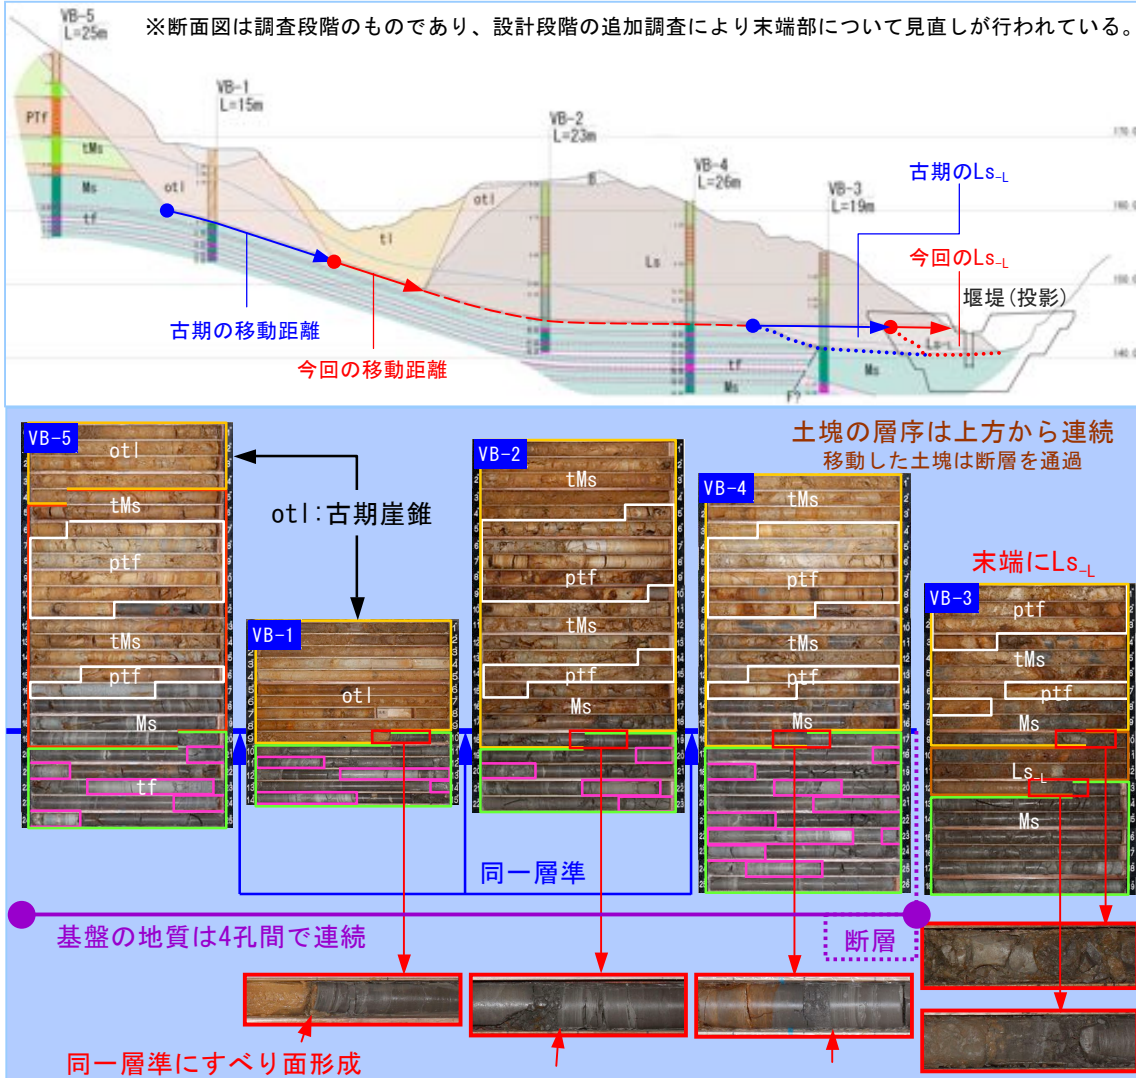 ※断面図は調査段階のものであり、設計段階の追加調査により末端部について見直しが行われている。
VB-5
L=25m
VB-1
L=15m
VB-2
L=23m
VB-4
L=26m
VB-3
L=19m
170.0
140.0
PTf
tMs
Ms
tf
otl
tl
otl
B
Ls
tf
Ms
F?
Ms
Ls-L
古期のLs-L
今回のLs-L
堰堤(投影)
古期の移動距離
今回の移動距離
土塊の層序は上方から連続
移動した土塊は断層を通過
VB-5
otl
tMs
ptf
tMs
ptf
Ms
tf
otl:古期崖錐
VB-1
otl
VB-2
tMs
ptf
tMs
ptf
Ms
VB-4
tMs
ptf
tMs
ptf
Ms
末端にLs-L
VB-3
ptf
tMs
ptf
Ms
Ls-L
Ms
同一層準
基盤の地質は4孔間で連続
断層
同一層準にすべり面形成